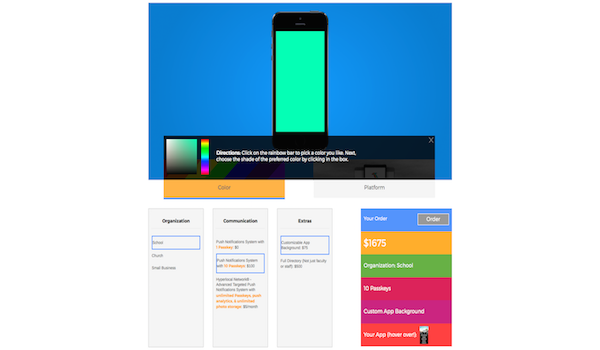 X
Directions: Click on the rainbow bar to pick a color you like. Next,
choose the shade of the preferred color by clicking in the box.
Color
Platform
Organization
School
Church
Small Business
Communication
Push Notifications System with
1 Passkey: $0
Push Notifications System
with 10 Passkeys: $500
Hyperlocal Network® -
Advanced Targeted Push
Notifications System with
unlimited Passkeys, push
analytics, & unlimited
photo storage: $8/month
Extras
Customizable App
Background: $75
Full Directory (Not just faculty
or staff): $500
Your Order
Order
$1675
Organization: School
10 Passkeys
Custom App Background
Your App (hover over!):